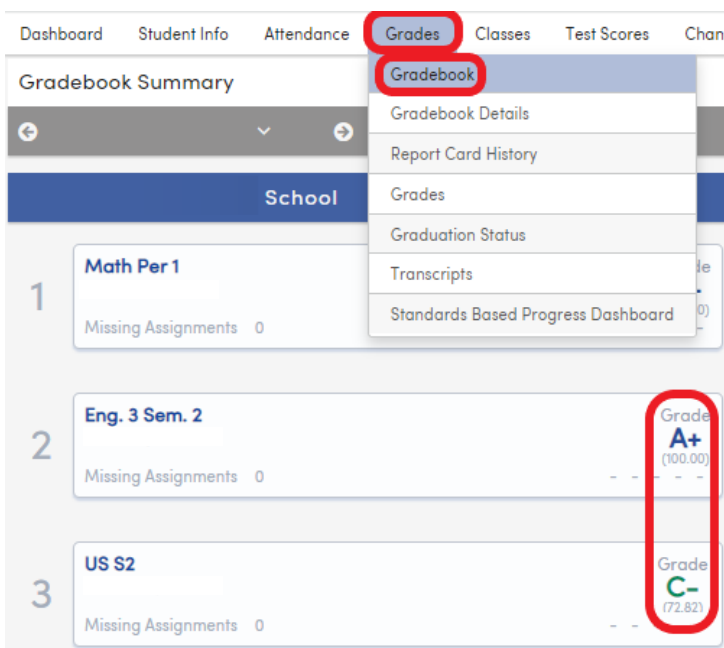 Dashboard Student Info Attendance Grades Classes Test Scores Chan
Gradebook Summary
Gradebook
Gradebook Details
Report Card History
Grades
Graduation Status
Transcripts
Standards Based Progress Dashboard
School
1
Math Per 1
Missing Assignments 0
2
Eng. 3 Sem. 2
Grade
A+
(100.00)
Missing Assignments 0
- - - - -
3
US S2
Grade
C-
(72.82)
Missing Assignments 0
- -